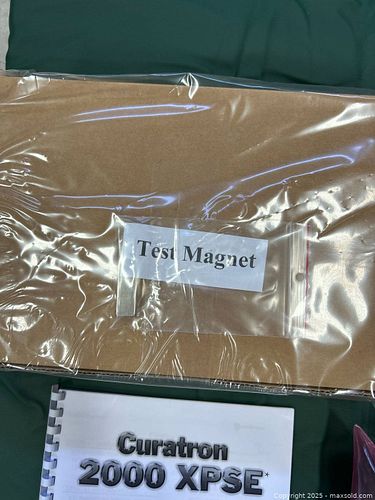 Test Magnet
Curatron
2000 XPSE*
Copyright 2025 - maxsold.com